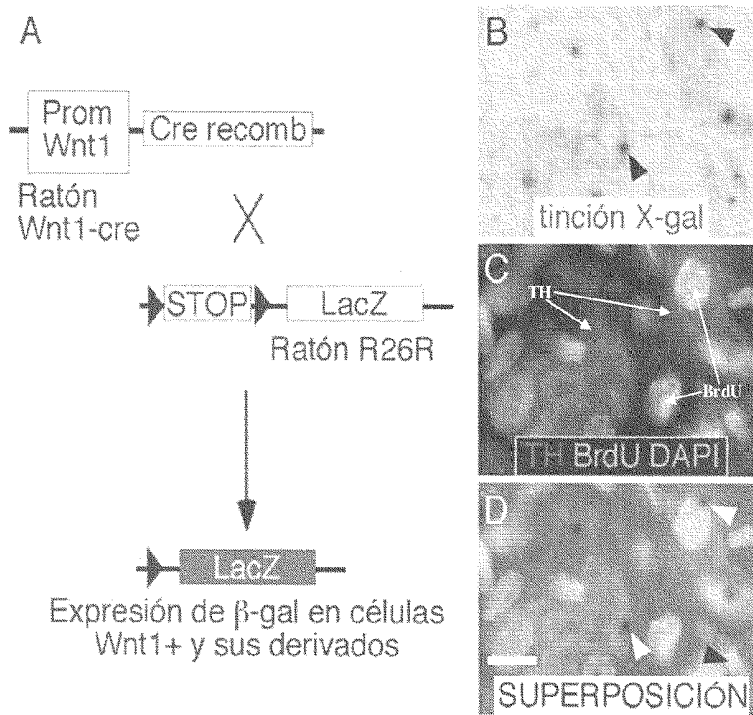 A
Prom
Wnt1
Cre recomb
Ratón
Wnt1-cre
STOP
LacZ
Ratón R26R
LacZ
Expresión de β-gal en células
Wnt1+ y sus derivados
B
tinción X-gal
C
TH
BrdU
TH BrdU DAPI
D
SUPERPOSICIÓN